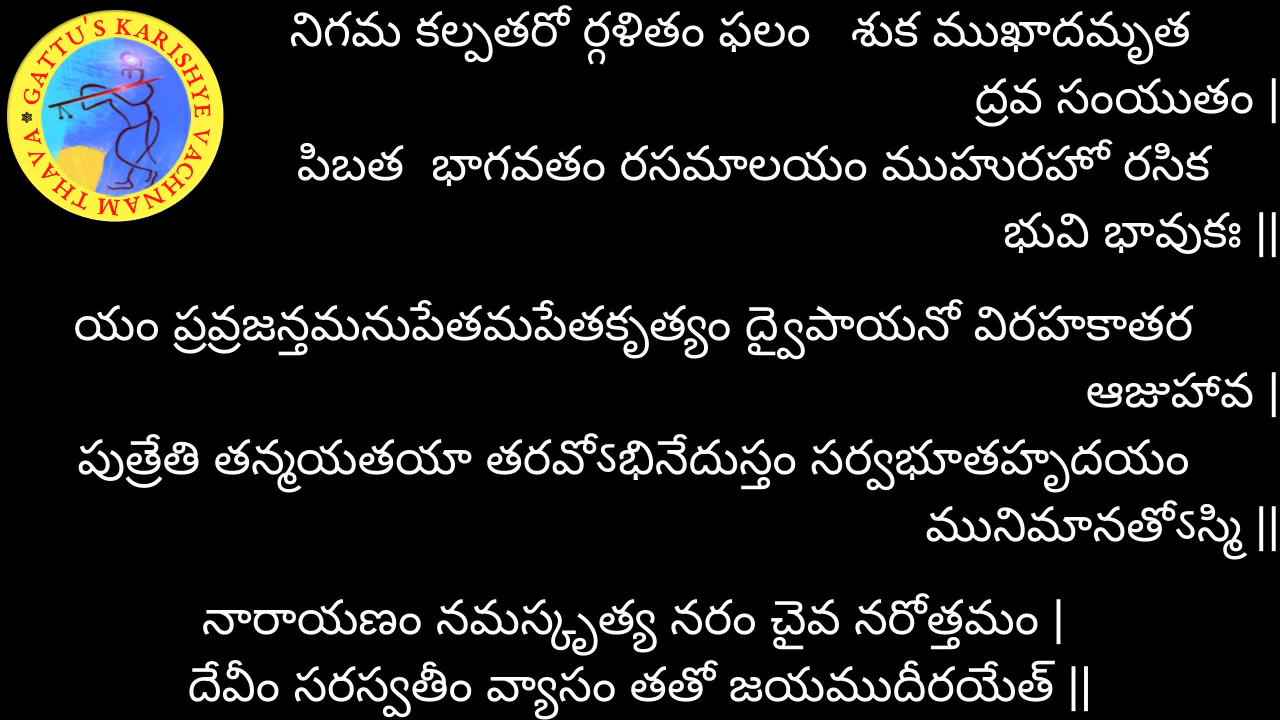 GATTU'S KARISHYE VACHNAM THAVA
నిగమ కల్పతరో ర్గళితం ఫలం శుక ముఖాదమృత
ద్రవ సంయుతం |
పిబత భాగవతం రసమాలయం ముహురహో రసిక
భువి భావుకః ||
యం ప్రవ్రజన్తమనుపేతమపేతకృత్యం ద్వైపాయనో విరహకాతర
ఆజుహావ |
పుత్రేతి తన్మయతయా తరవోఽభినేదుస్తం సర్వభూతహృదయం
మునిమానతోఽస్మి ||
నారాయణం నమస్కృత్య నరం చైవ నరోత్తమం |
దేవీం సరస్వతీం వ్యాసం తతో జయముదీరయేత్ ||